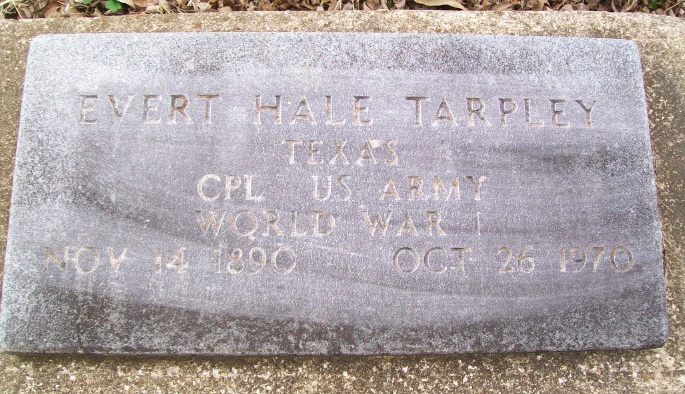 EVERT HALE TARPLEY
TEXAS
CPL US ARMY
WORLD WAR I
NOV 14 1890 OCT 26 1970